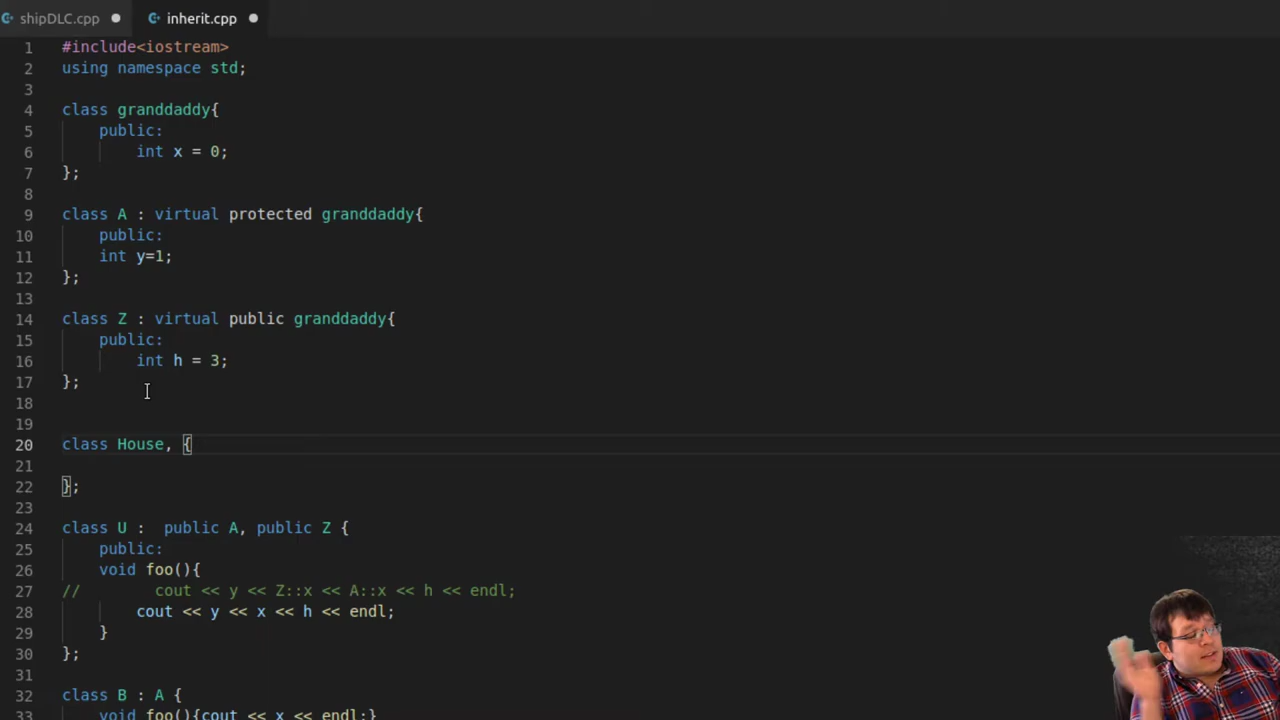 shipDLC.cpp inherit.cpp
1 #include<iostream>
2 using namespace std;
3
4 class granddaddy{
5 public:
6 int x = 0;
7 };
8
9 class A : virtual protected granddaddy{
10 public:
11 int y=1;
12 };
13
14 class Z : virtual public granddaddy{
15 public:
16 int h = 3;
17 };
18
19
20 class House, {
21
22 };
23
24 class U :  public A, public Z {
25 public:
26 void foo(){
27 //        cout << y << Z::x << A::x << h << endl;
28 cout << y << x << h << endl;
29 }
30 };
31
32 class B : A {
33 void foo(){cout << x << endl;}